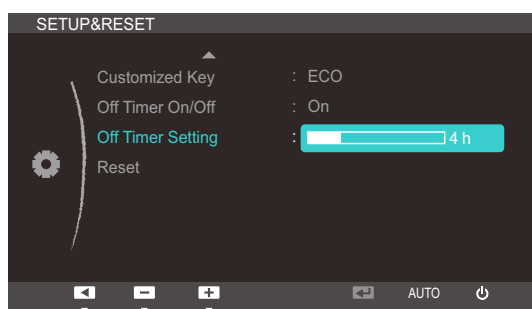 SETUP&RESET
Customized Key : ECO
Off Timer On/Off : On
Off Timer Setting : 4 h
Reset
AUTO